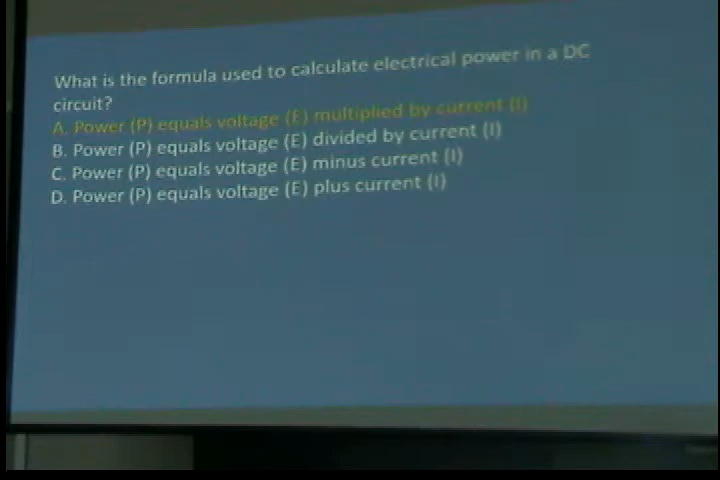 What is the formula used to calculate electrical power in a DC
circuit?
A. Power (P) equals voltage (E) multiplied by current (I)
B. Power (P) equals voltage (E) divided by current (I)
C. Power (P) equals voltage (E) minus current (I)
D. Power (P) equals voltage (E) plus current (I)